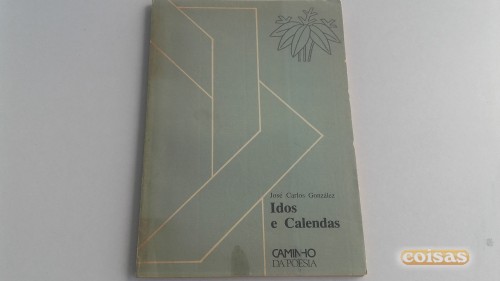 José Carlos González
Idos
e Calendas
CAMINHO
DA POESIA
coisas